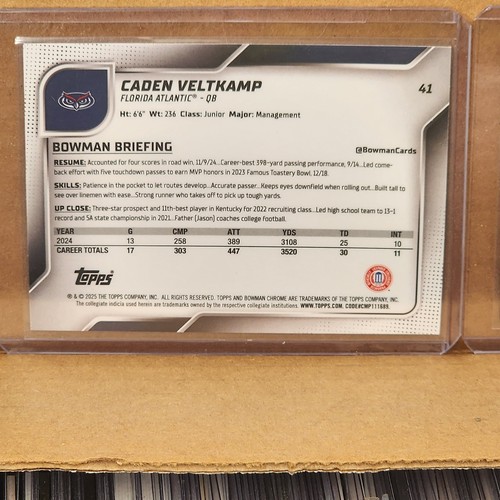 CADEN VELTKAMP
41
FLORIDA ATLANTIC® - QB
Ht: 6'6" Wt: 236 Class: Junior Major: Management
BOWMAN BRIEFING
@BowmanCards
RESUME: Accounted for four scores in road win, 11/9/24...Career-best 398-yard passing performance, 9/14...Led come-
back effort with five touchdown passes to earn MVP honors in 2023 Famous Toastery Bowl, 12/18.
SKILLS: Patience in the pocket to let routes develop...Accurate passer...Keeps eyes downfield when rolling out...Built tall to
see over linemen with ease...Strong runner who takes off to pick up tough yards.
UP CLOSE: Three-star prospect and 11th-best player in Kentucky for 2022 recruiting class...Led high school team to 13-1
record and 5A state championship in 2021...Father (Jason) coaches college football.
YEAR G CMP ATT YDS TD INT
2024 13 258 389 3108 25 10
CAREER TOTALS 17 303 447 3520 30 11
Topps®
® & © 2025 THE TOPPS COMPANY, INC. ALL RIGHTS RESERVED. TOPPS AND BOWMAN CHROME ARE TRADEMARKS OF THE TOPPS COMPANY, INC.
The collegiate indicia used herein are trademarks owned by the respective collegiate institutions. WWW.TOPPS.COM. CODE#CMP111689.